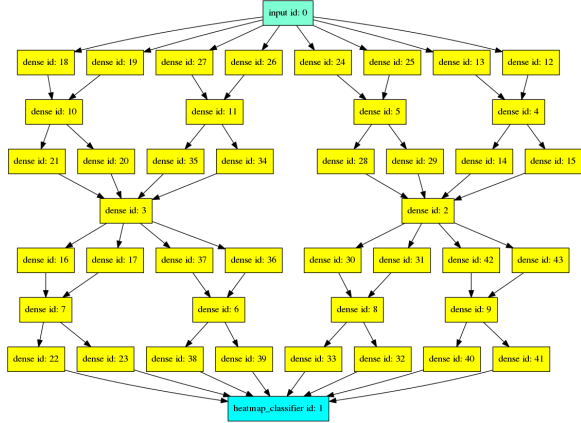 input id: 0
dense id: 18
dense id: 19
dense id: 27
dense id: 26
dense id: 24
dense id: 25
dense id: 13
dense id: 12
dense id: 10
dense id: 11
dense id: 5
dense id: 4
dense id: 21
dense id: 20
dense id: 35
dense id: 34
dense id: 28
dense id: 29
dense id: 14
dense id: 15
dense id: 3
dense id: 2
dense id: 16
dense id: 17
dense id: 37
dense id: 36
dense id: 30
dense id: 31
dense id: 42
dense id: 43
dense id: 7
dense id: 6
dense id: 8
dense id: 9
dense id: 22
dense id: 23
dense id: 38
dense id: 39
dense id: 33
dense id: 32
dense id: 40
dense id: 41
heatmap_classifier id: 1